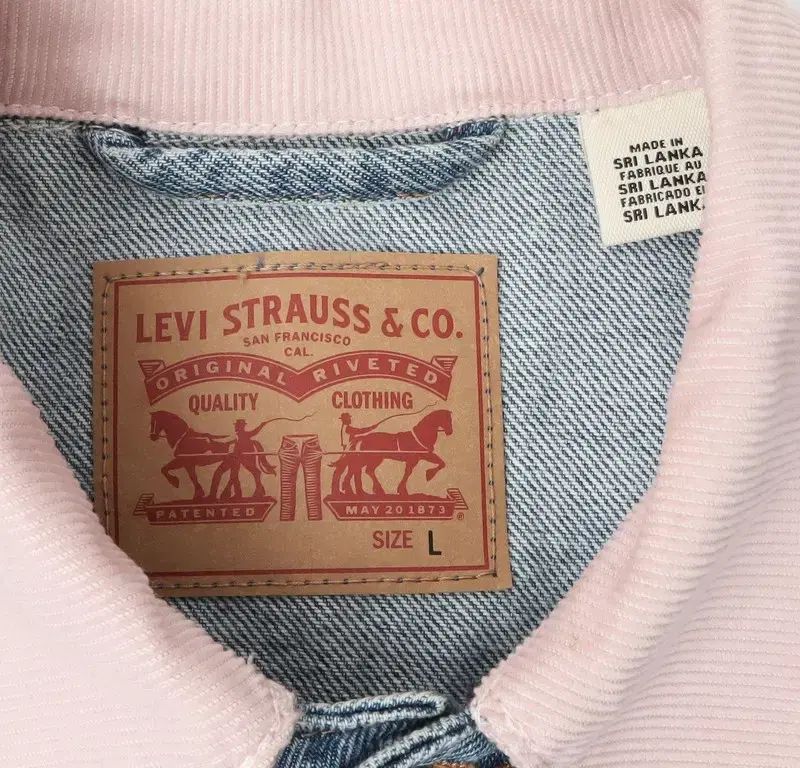 MADE IN
SRI LANKA
FABRIQUE AU
SRI LANKA
FABRICADO
SRI
LEVI STRAUSS & CO.
SAN FRANCISCO
CAL.
ORIGINAL RIVETED
QUALITY CLOTHING
PATENTED MAY 20 1873 ®
SIZE L